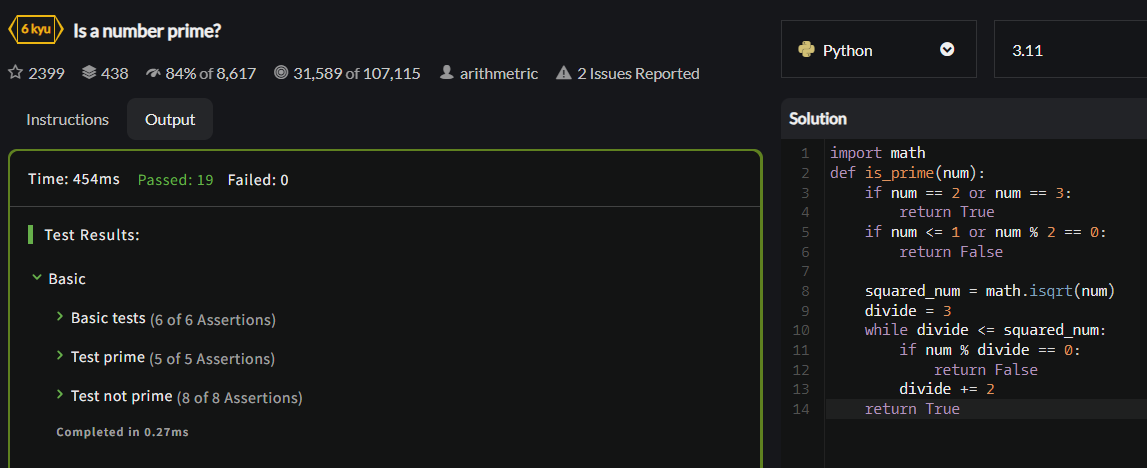 6 kyu Is a number prime?
2399 438 84% of 8,617 31,589 of 107,115 arithmetric 2 Issues Reported
Instructions Output
Time: 454ms Passed: 19 Failed: 0
Test Results:
Basic
Basic tests (6 of 6 Assertions)
Test prime (5 of 5 Assertions)
Test not prime (8 of 8 Assertions)
Completed in 0.27ms
Python 3.11
Solution
1 import math
2 def is_prime(num):
3     if num == 2 or num == 3:
4         return True
5     if num <= 1 or num % 2 == 0:
6         return False
7
8     squared_num = math.isqrt(num)
9     divide = 3
10     while divide <= squared_num:
11         if num % divide == 0:
12             return False
13         divide += 2
14     return True